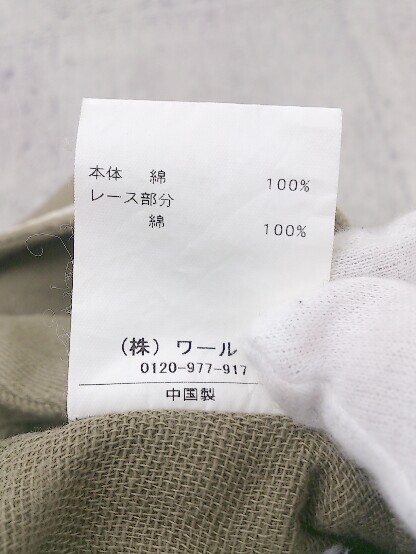 本体 綿 100%
レース部分
綿 100%
(株) ワール
0120-977-917
中国製